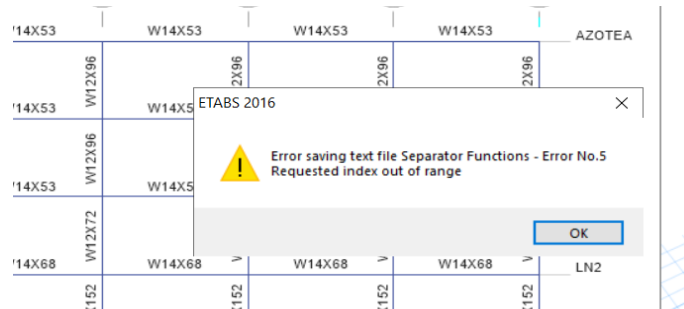 W14X53 W14X53 W14X53 W14X53 AZOTEA
W12X96 2X96 2X96 W12X96
W14X53 W14X5
ETABS 2016
Error saving text file Separator Functions - Error No.5
Requested index out of range
OK
W12X96
W14X53 W14X5
W12X72
W14X68 W14X68 W14X68 W14X68 LN2
X152 X152 X152 X152